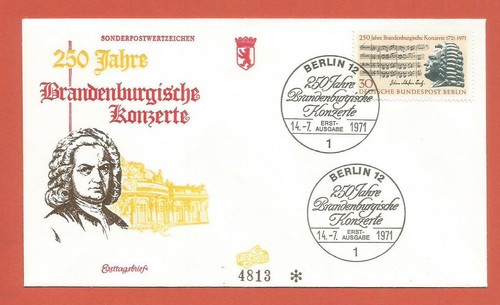 SONDERPOSTWERTZEICHEN
250 Jahre
Brandenburgische
Konzerte
250 Jahre Brandenburgische Konzerte 1721-1971
30
DEUTSCHE BUNDESPOST BERLIN
BERLIN 12
250 Jahre
Brandenburgische
Konzerte
14.-7. ERST- 1971
AUSGABE
1
BERLIN 12
250 Jahre
Brandenburgische
Konzerte
14.-7. ERST- 1971
AUSGABE
1
Ersttagsbrief
4813 *